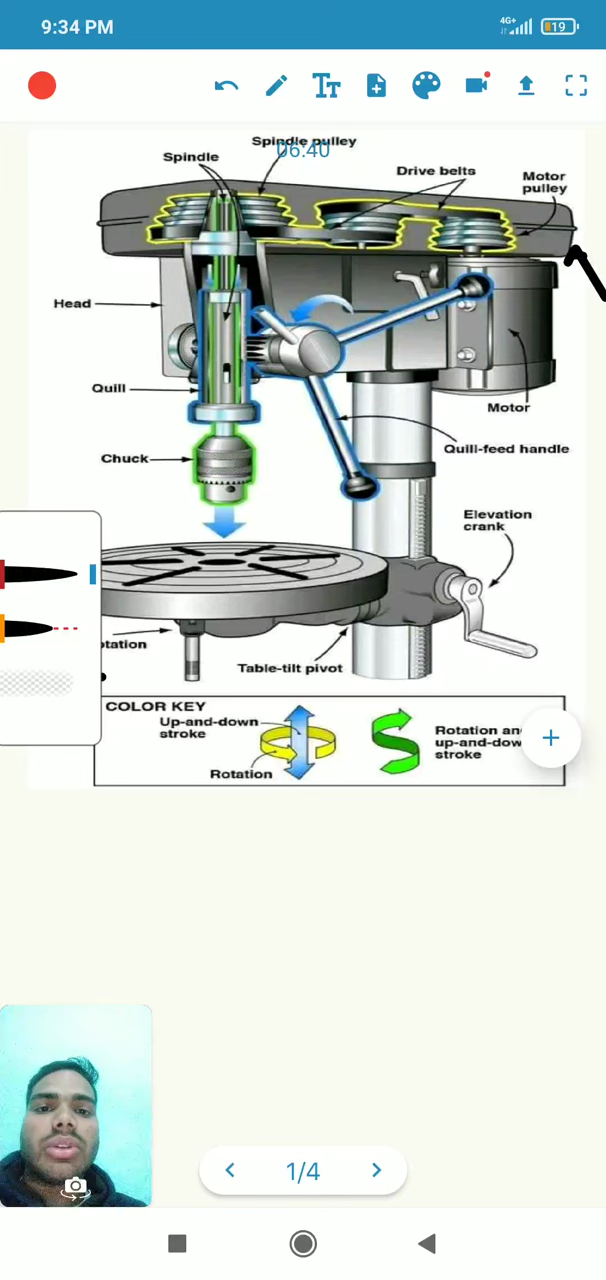 9:34 PM
4G+
19
TT
Spindle pulley
06:40
Spindle
Drive belts
Motor
pulley
Head
Quill
Motor
Quill-feed handle
Chuck
Elevation
crank
tation
Table-tilt pivot
COLOR KEY
Up-and-down
stroke
Rotation
Rotation an
up-and-dow
stroke
1/4